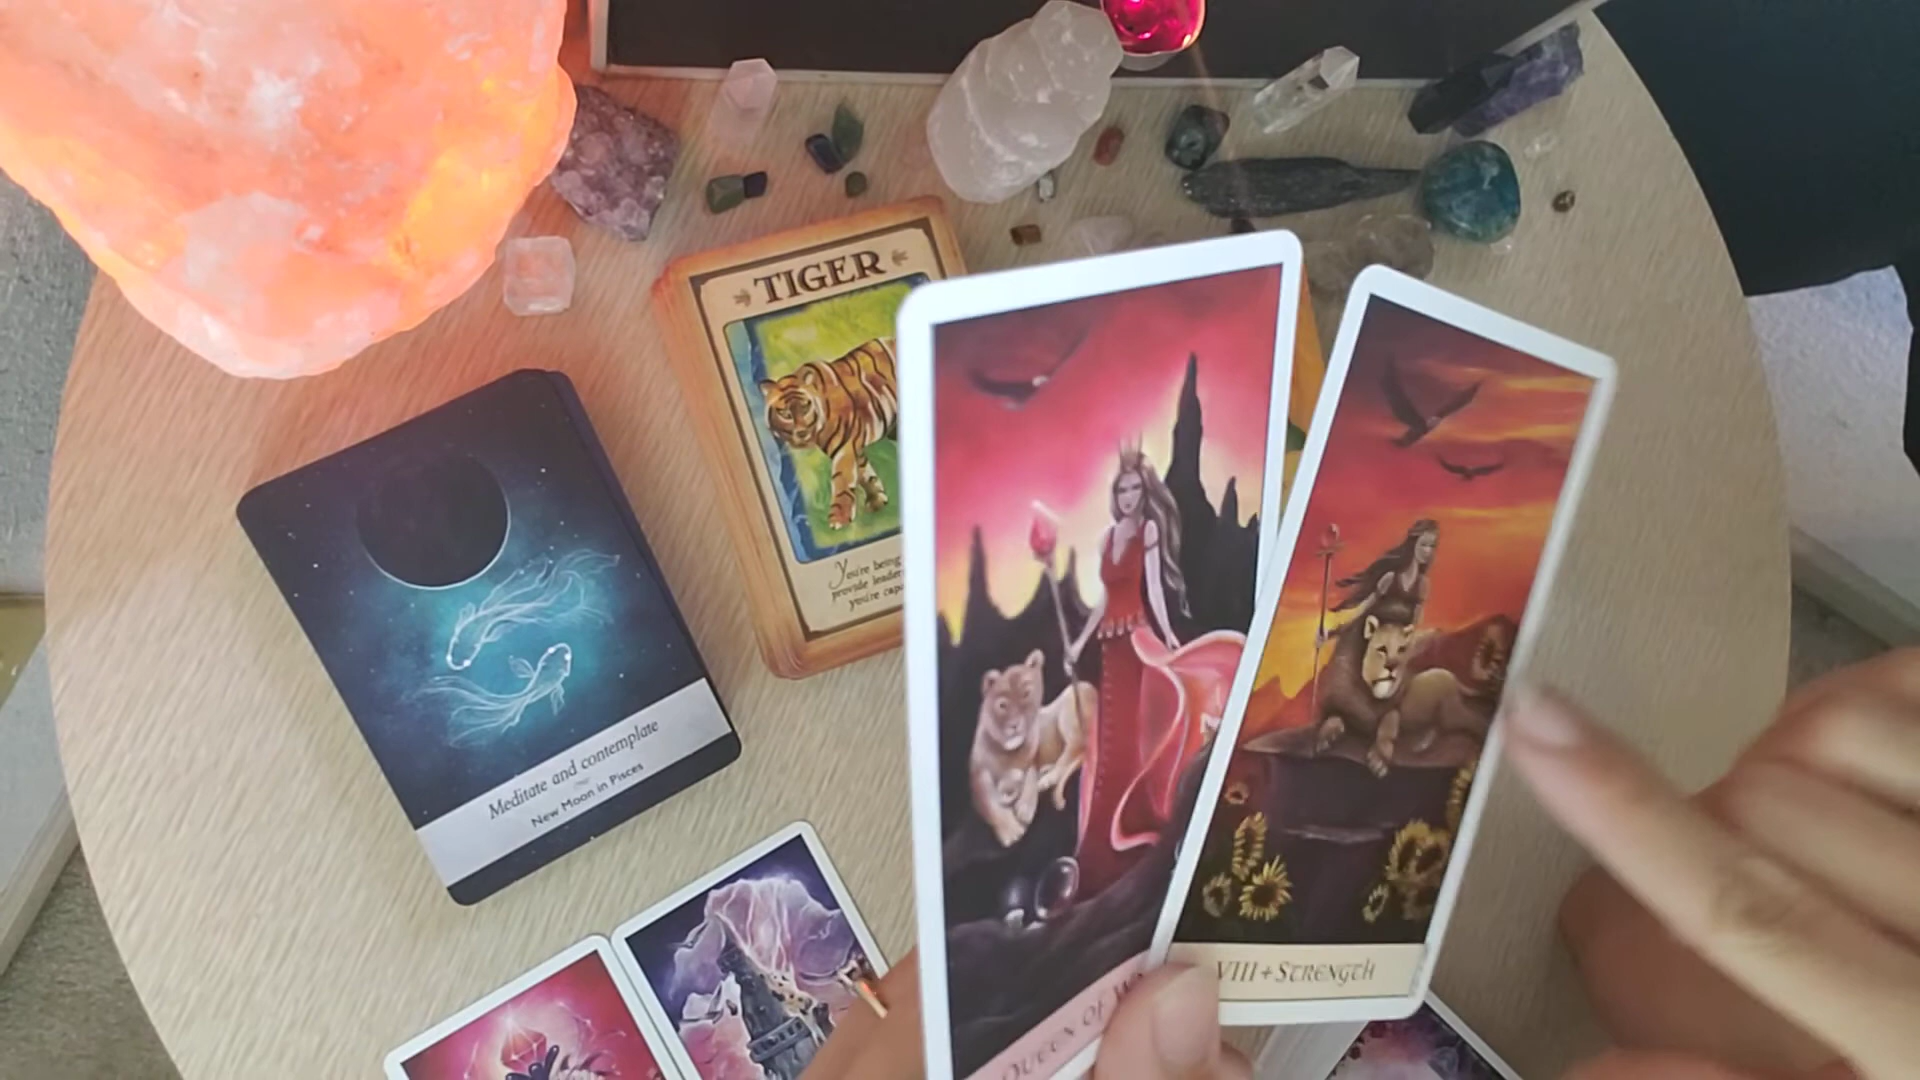 TIGER
You're being
provide leader
you're capa
Meditate and contemplate
New Moon in Pisces
QUEEN OF W
VIII + STRENGTH